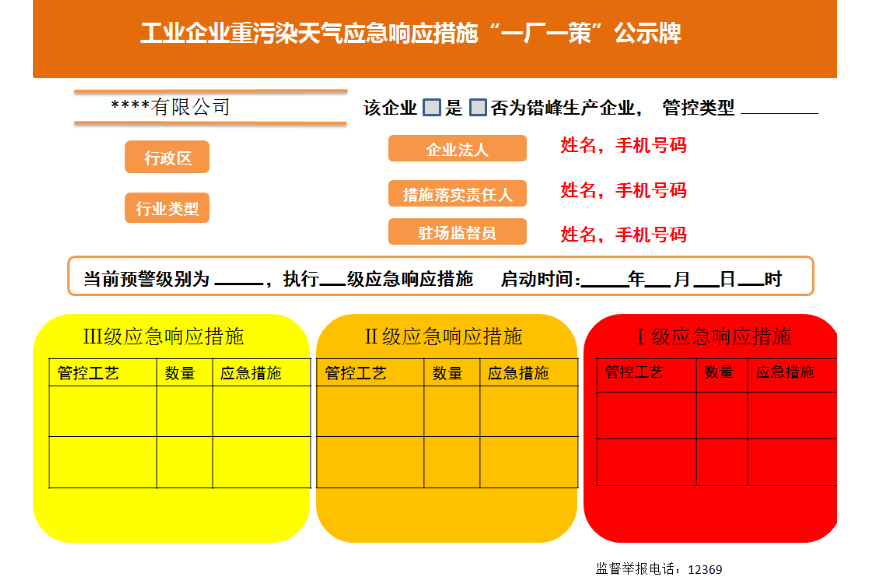 工业企业重污染天气应急响应措施“一厂一策”公示牌
****有限公司
该企业 是 否为错峰生产企业， 管控类型
行政区
企业法人 姓名，手机号码
行业类型
措施落实责任人 姓名，手机号码
驻场监督员 姓名，手机号码
当前预警级别为_____，执行___级应急响应措施 启动时间:_____年___月___日___时
Ⅲ级应急响应措施
管控工艺 数量 应急措施
Ⅱ级应急响应措施
管控工艺 数量 应急措施
Ⅰ级应急响应措施
管控工艺 数量 应急措施
监督举报电话：12369